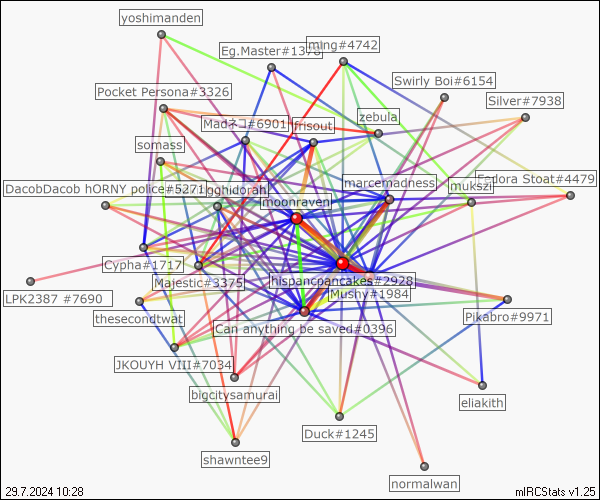 yoshimanden
Eg.Master#1378
ming#4742
Swirly Boi#6154
Pocket Persona#3326
Silver#7938
zebula
Madネコ#6901
frisout
somass
marcemadness
Fedora Stoat#4479
mukszi
DacobDacob hORNY police#5271
gghidorah
moonraven
Cypha#1717
Majestic#3375
hispancpancakes#2928
Mushy#1984
LPK2387 #7690
thesecondtwat
Can anything be saved#0396
Pikabro#9971
JKOUYH VIII#7034
bigcitysamurai
eliakith
Duck#1245
shawntee9
normalwan
29.7.2024 10:28
mIRCStats v1.25